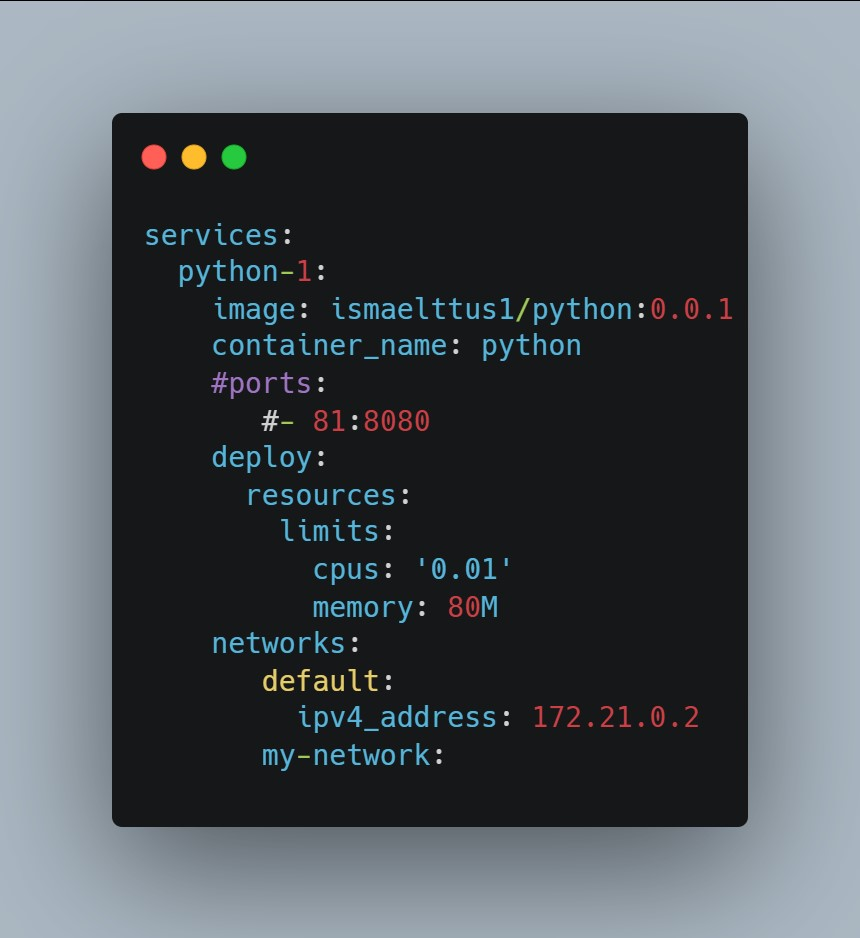 services:
  python-1:
    image: ismaelttus1/python:0.0.1
    container_name: python
    #ports:
       #- 81:8080
    deploy:
      resources:
        limits:
          cpus: '0.01'
          memory: 80M
    networks:
       default:
         ipv4_address: 172.21.0.2
       my-network: